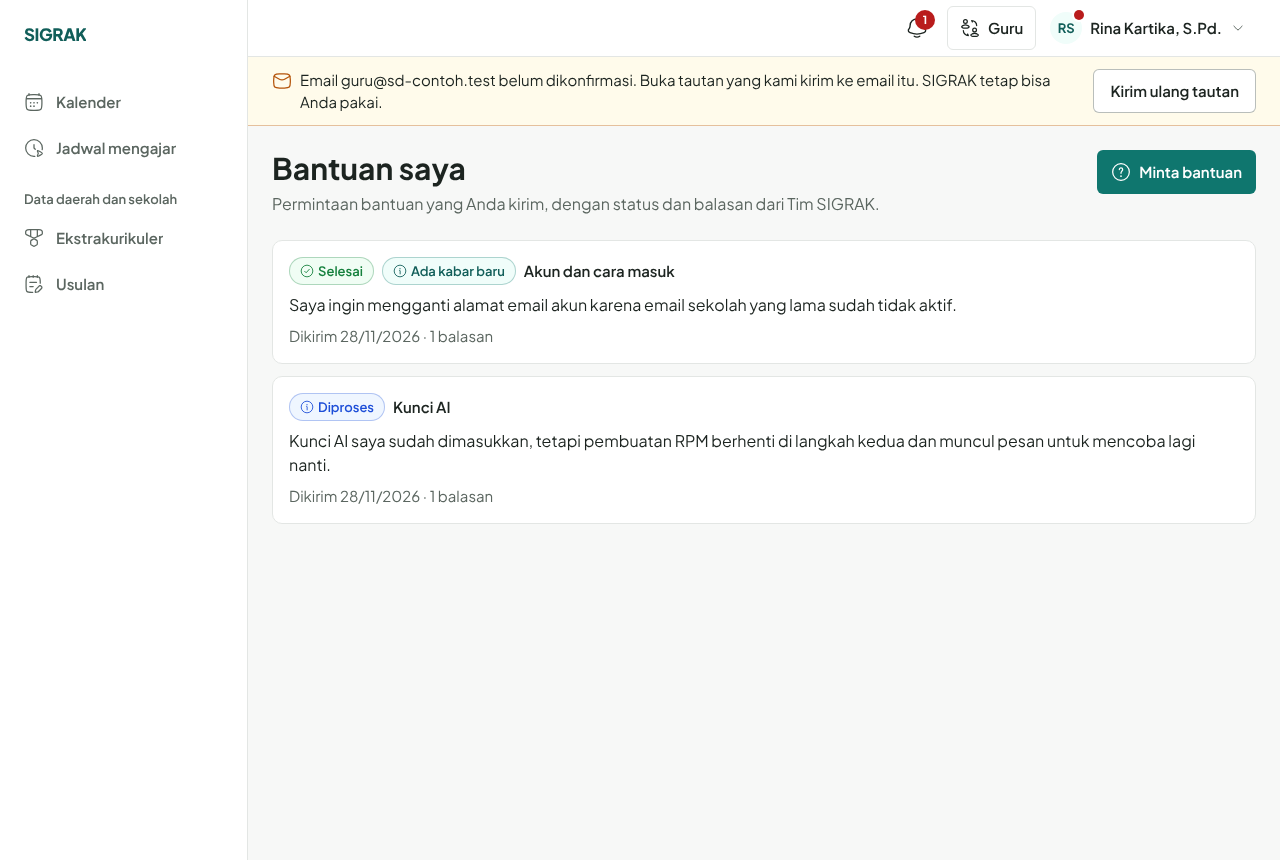 SIGRAK
Kalender
Jadwal mengajar
Data daerah dan sekolah
Ekstrakurikuler
Usulan
1
Guru
RS
Rina Kartika, S.Pd.
Email guru@sd-contoh.test belum dikonfirmasi. Buka tautan yang kami kirim ke email itu. SIGRAK tetap bisa
Anda pakai.
Kirim ulang tautan
Bantuan saya
Permintaan bantuan yang Anda kirim, dengan status dan balasan dari Tim SIGRAK.
Minta bantuan
Selesai Ada kabar baru Akun dan cara masuk
Saya ingin mengganti alamat email akun karena email sekolah yang lama sudah tidak aktif.
Dikirim 28/11/2026 · 1 balasan
Diproses Kunci AI
Kunci AI saya sudah dimasukkan, tetapi pembuatan RPM berhenti di langkah kedua dan muncul pesan untuk mencoba lagi
nanti.
Dikirim 28/11/2026 · 1 balasan